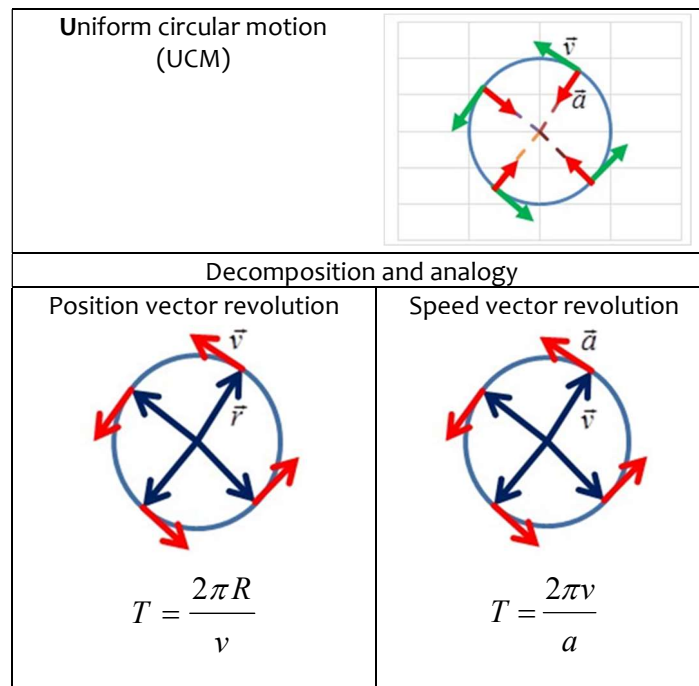 Uniform circular motion
(UCM)
v⃗
a⃗
Decomposition and analogy
Position vector revolution
v⃗
r⃗
T = 2πR / v
Speed vector revolution
a⃗
v⃗
T = 2πv / a